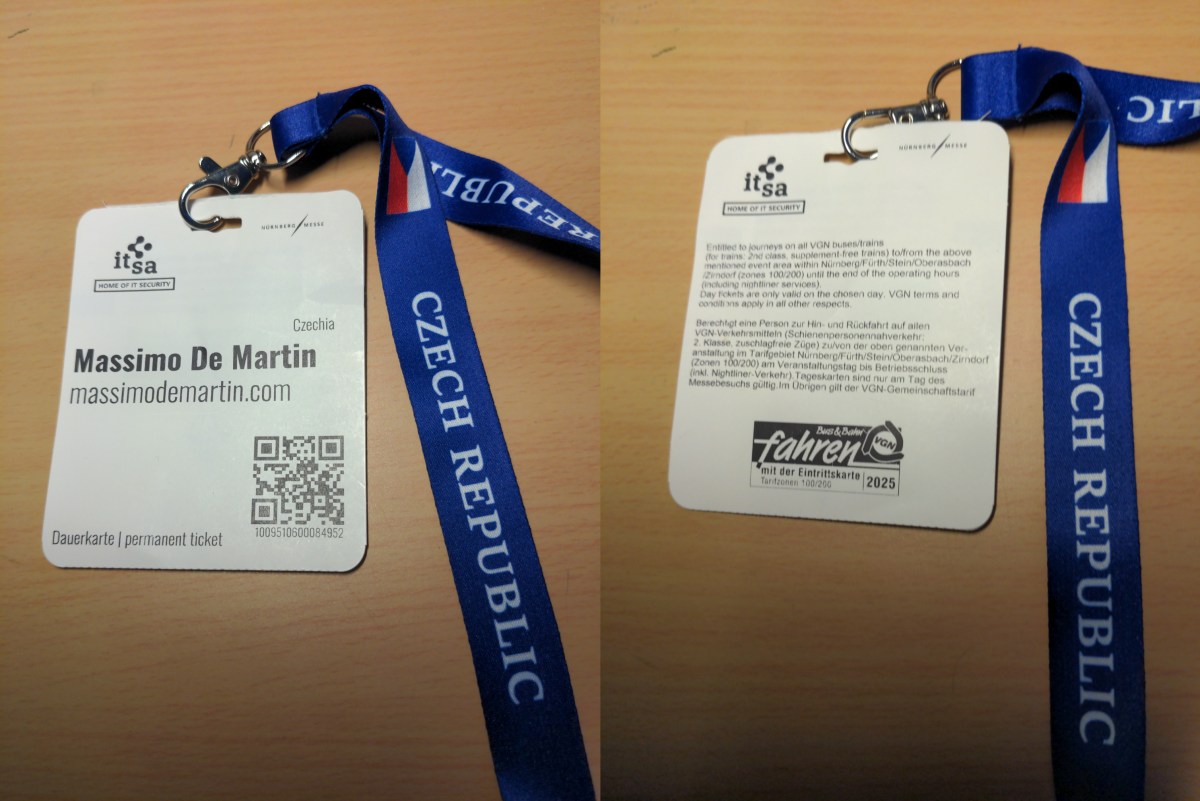 itsa
HOME OF IT SECURITY
NÜRNBERG MESSE
Czechia
Massimo De Martin
massimodemartin.com
1009510600084952
Dauerkarte | permanent ticket
REPUBLIC
CZECH REPUBLIC
itsa
HOME OF IT SECURITY
NÜRNBERG MESSE
Entitled to journeys on all VGN buses/trains
(for trains: 2nd class, supplement-free trains) to/from the above
mentioned event area within Nürnberg/Fürth/Stein/Oberasbach
/Zirndorf (zones 100/200) until the end of the operating hours
(including nightliner services).
Day tickets are only valid on the chosen day. VGN terms and
conditions apply in all other respects.
Berechtigt eine Person zur Hin- und Rückfahrt auf allen
VGN-Verkehrsmitteln (Schienenpersonennahverkehr:
2. Klasse, zuschlagfreie Züge) zu/von der oben genannten Ver-
anstaltung im Tarifgebiet Nürnberg/Fürth/Stein/Oberasbach/Zirndorf
(Zonen 100/200) am Veranstaltungstag bis Betriebsschluss
(inkl. Nightliner-Verkehr).Tageskarten sind nur am Tag des
Messebesuchs gültig.Im Übrigen gilt der VGN-Gemeinschaftstarif
Bus & Bahn
fahren
VGN
mit der Eintrittskarte
Tarifzonen 100/200
2025
BLIC
CZECH REPUBLIC